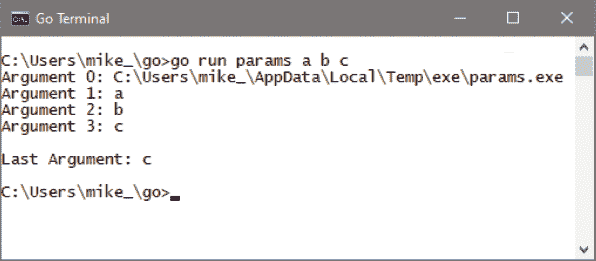 Go Terminal
C:\Users\mike_\go>go run params a b c
Argument 0: C:\Users\mike_\AppData\Local\Temp\exe\params.exe
Argument 1: a
Argument 2: b
Argument 3: c
Last Argument: c
C:\Users\mike_\go>